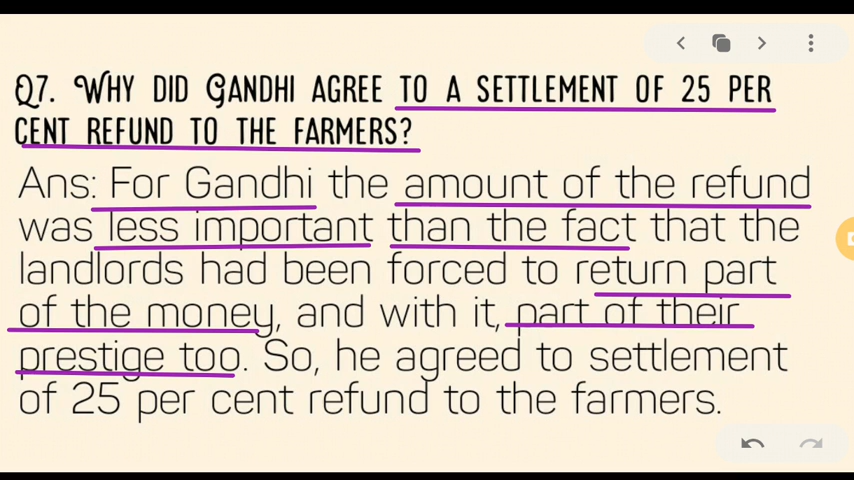 Q7. Why did Gandhi agree to a settlement of 25 per
cent refund to the farmers?
Ans: For Gandhi the amount of the refund
was less important than the fact that the
landlords had been forced to return part
of the money, and with it, part of their
prestige too. So, he agreed to settlement
of 25 per cent refund to the farmers.